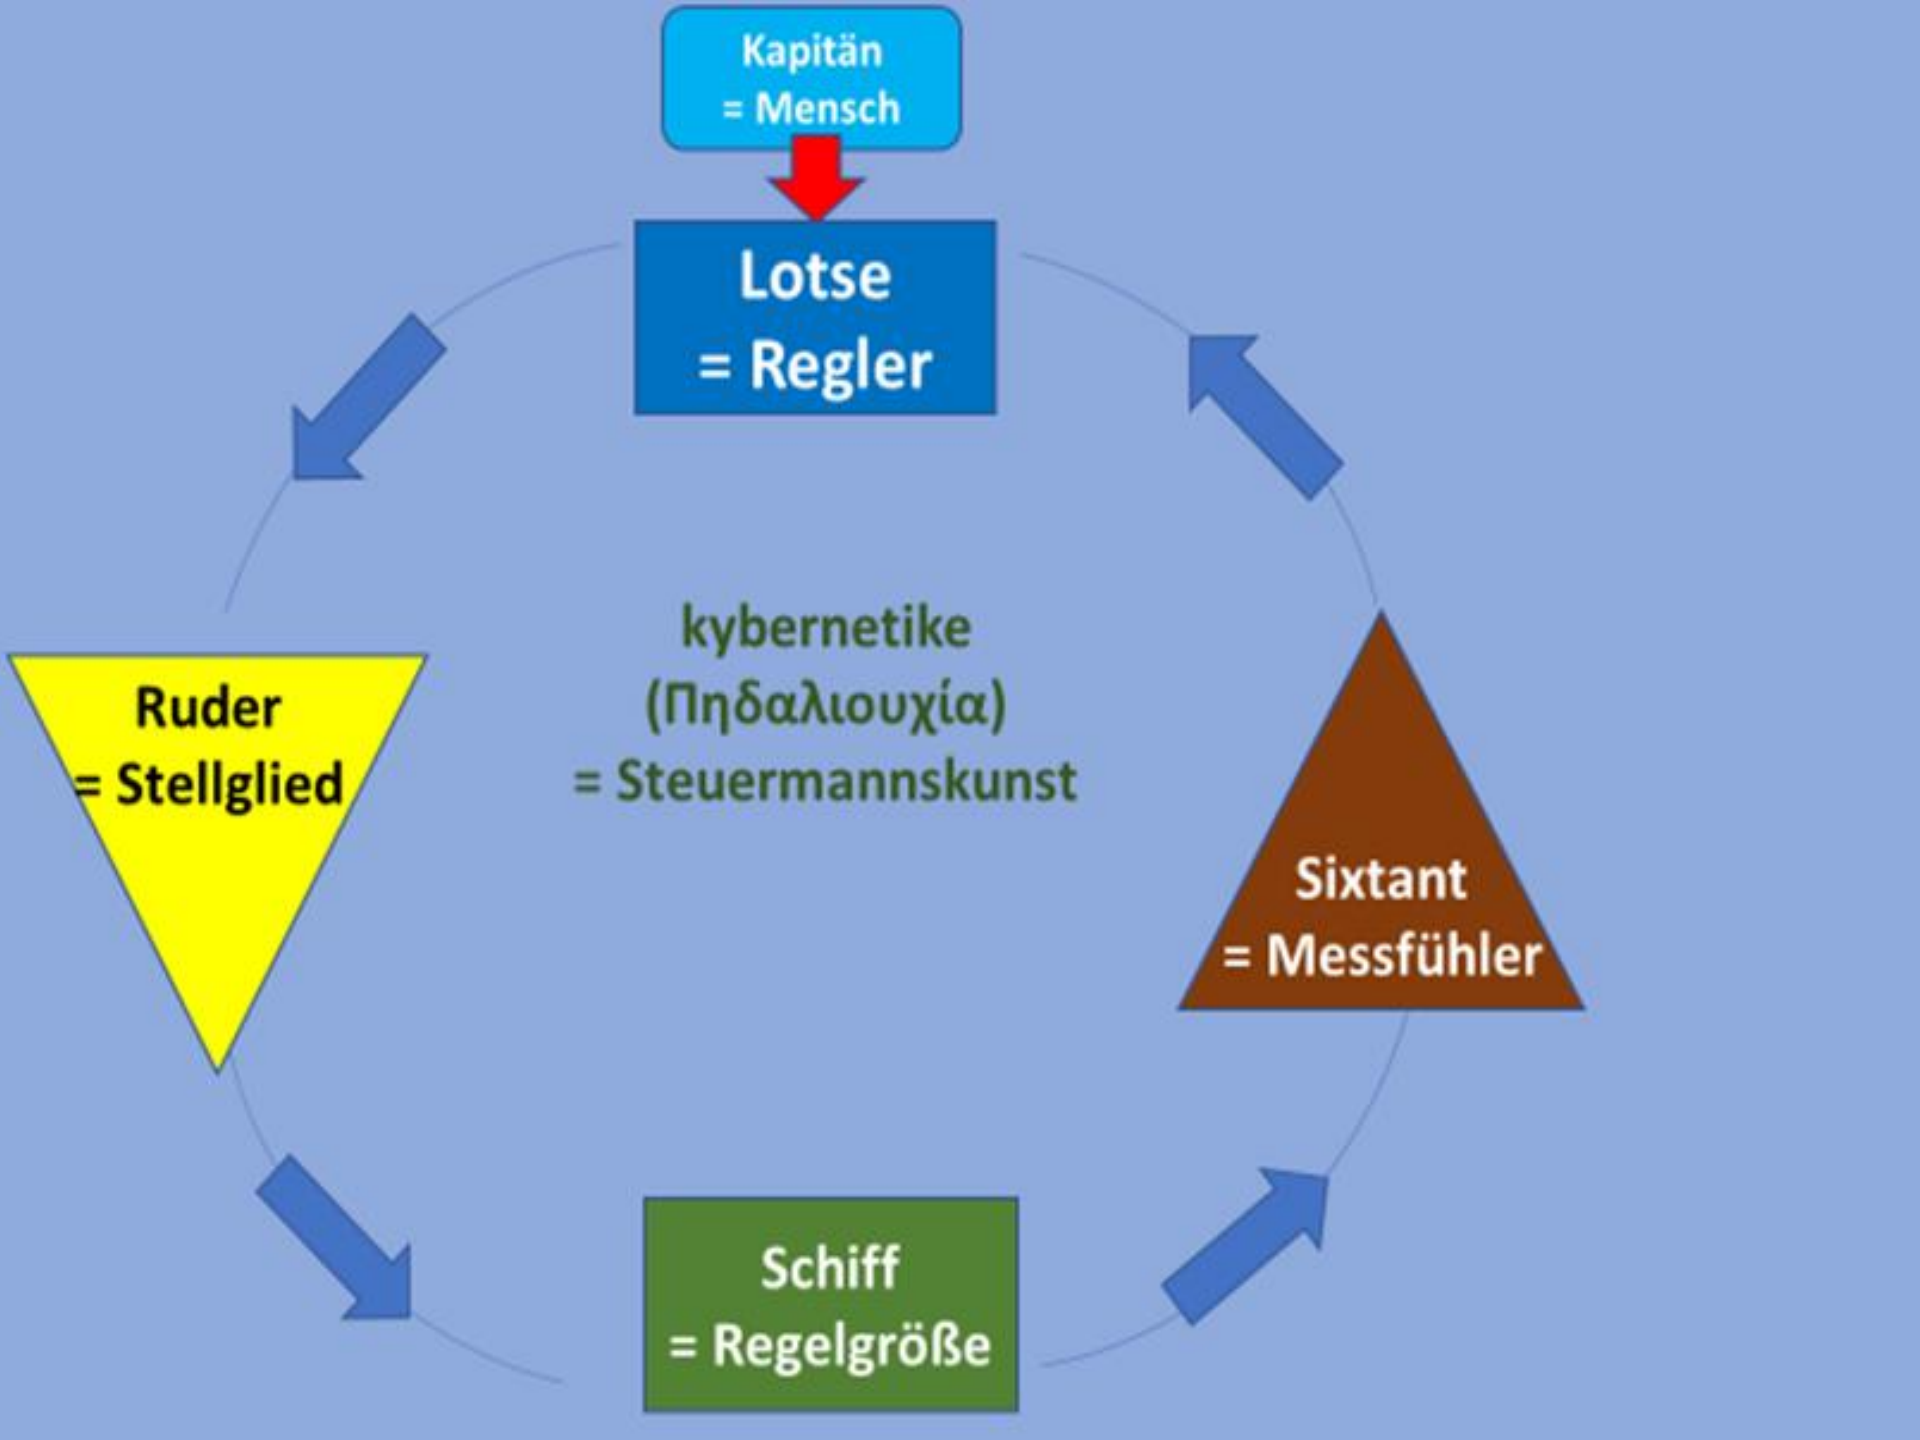 Kapitän
= Mensch
Lotse
= Regler
kybernetike
(Πηδαλιουχία)
= Steuermannskunst
Ruder
= Stellglied
Sixtant
= Messfühler
Schiff
= Regelgröße